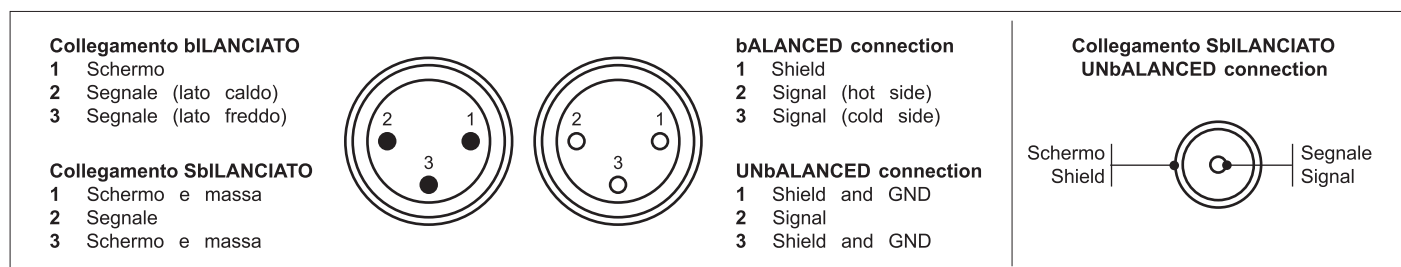 Collegamento bILANCIATO
1 Schermo
2 Segnale (lato caldo)
3 Segnale (lato freddo)
Collegamento SbILANCIATO
1 Schermo e massa
2 Segnale
3 Schermo e massa
2 1
3
2 1
3
bALANCED connection
1 Shield
2 Signal (hot side)
3 Signal (cold side)
UNbALANCED connection
1 Shield and GND
2 Signal
3 Shield and GND
Collegamento SbILANCIATO
UNbALANCED connection
Schermo
Shield
Segnale
Signal